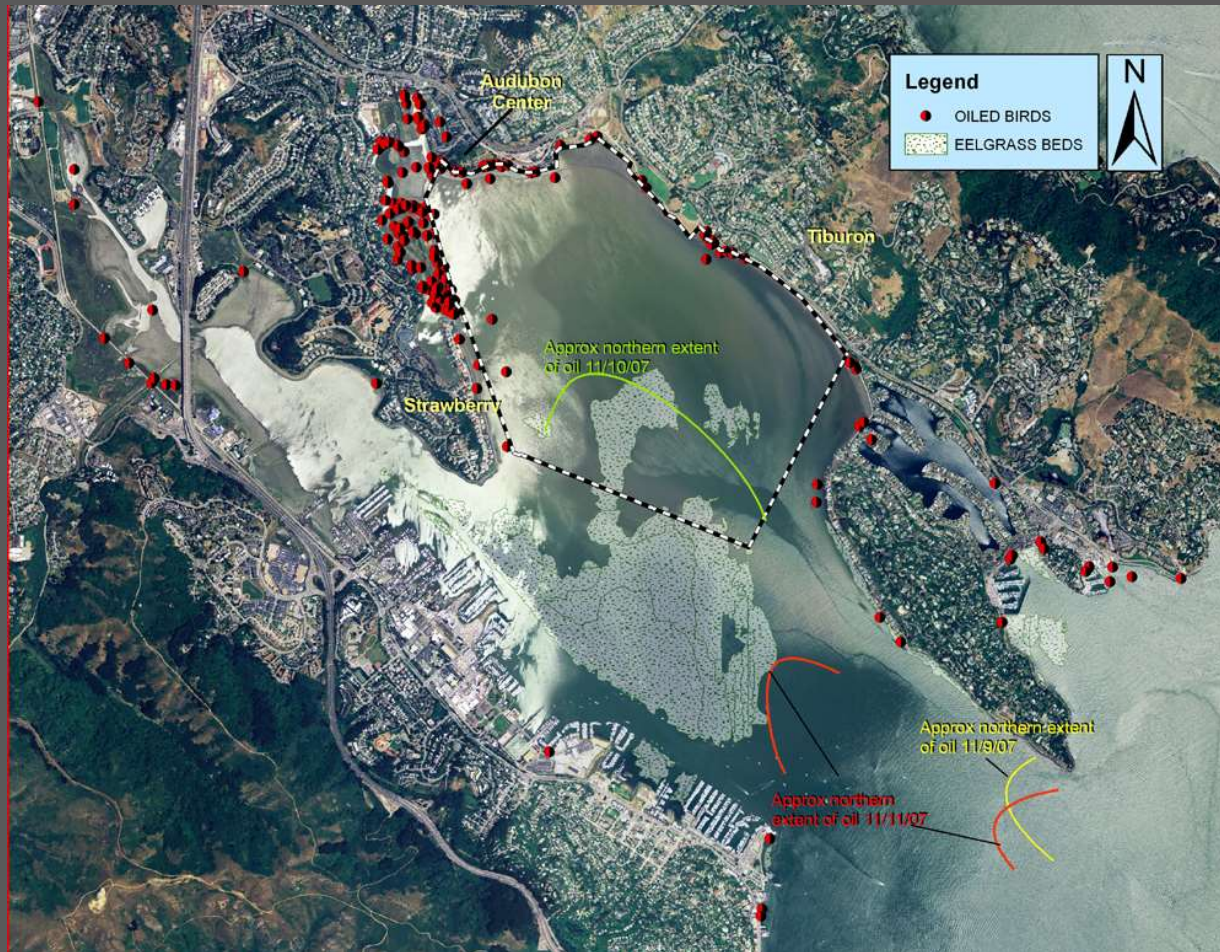 Audubon
Center
Legend
OILED BIRDS
EELGRASS BEDS
N
Tiburon
Approx northern extent
of oil 11/10/07
Strawberry
Approx northern extent
of oil 11/9/07
Approx northern
extent of oil 11/11/07